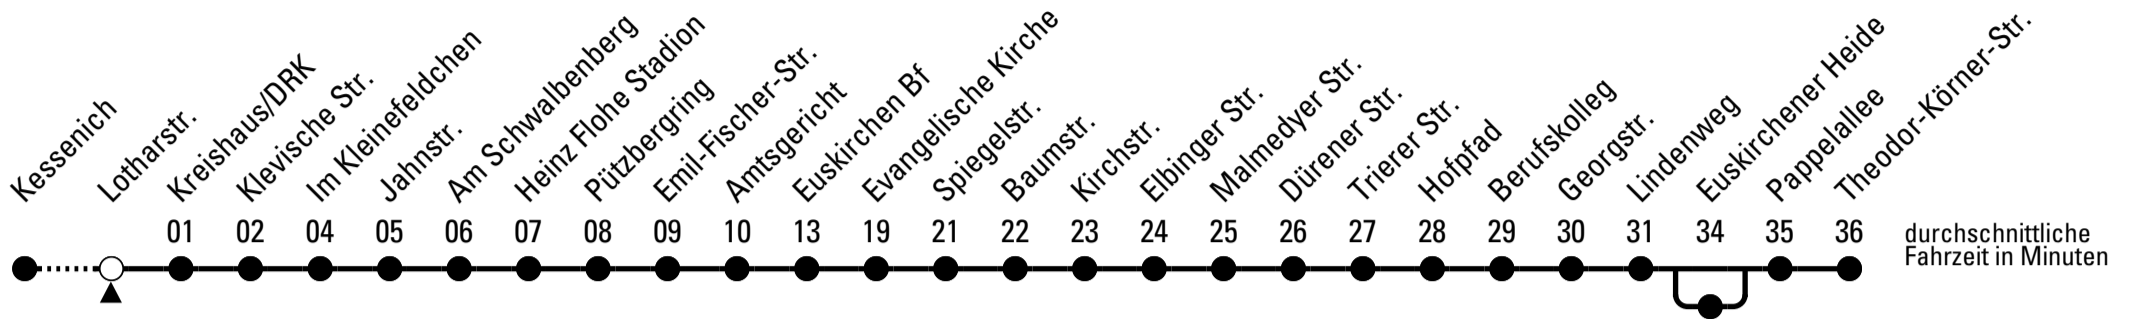 Kessenich
Lotharstr.
Kreishaus/DRK
Klevische Str.
Im Kleinefeldchen
Jahnstr.
Am Schwalbenberg
Heinz Flohe Stadion
Pützbergring
Emil-Fischer-Str.
Amtsgericht
Euskirchen Bf
Evangelische Kirche
Spiegelstr.
Baumstr.
Kirchstr.
Elbinger Str.
Malmedyer Str.
Dürener Str.
Trierer Str.
Hofpfad
Berufskolleg
Georgstr.
Lindenweg
Euskirchener Heide
Pappelallee
Theodor-Körner-Str.
01 02 04 05 06 07 08 09 10 13 19 21 22 23 24 25 26 27 28 29 30 31 34 35 36
durchschnittliche
Fahrzeit in Minuten